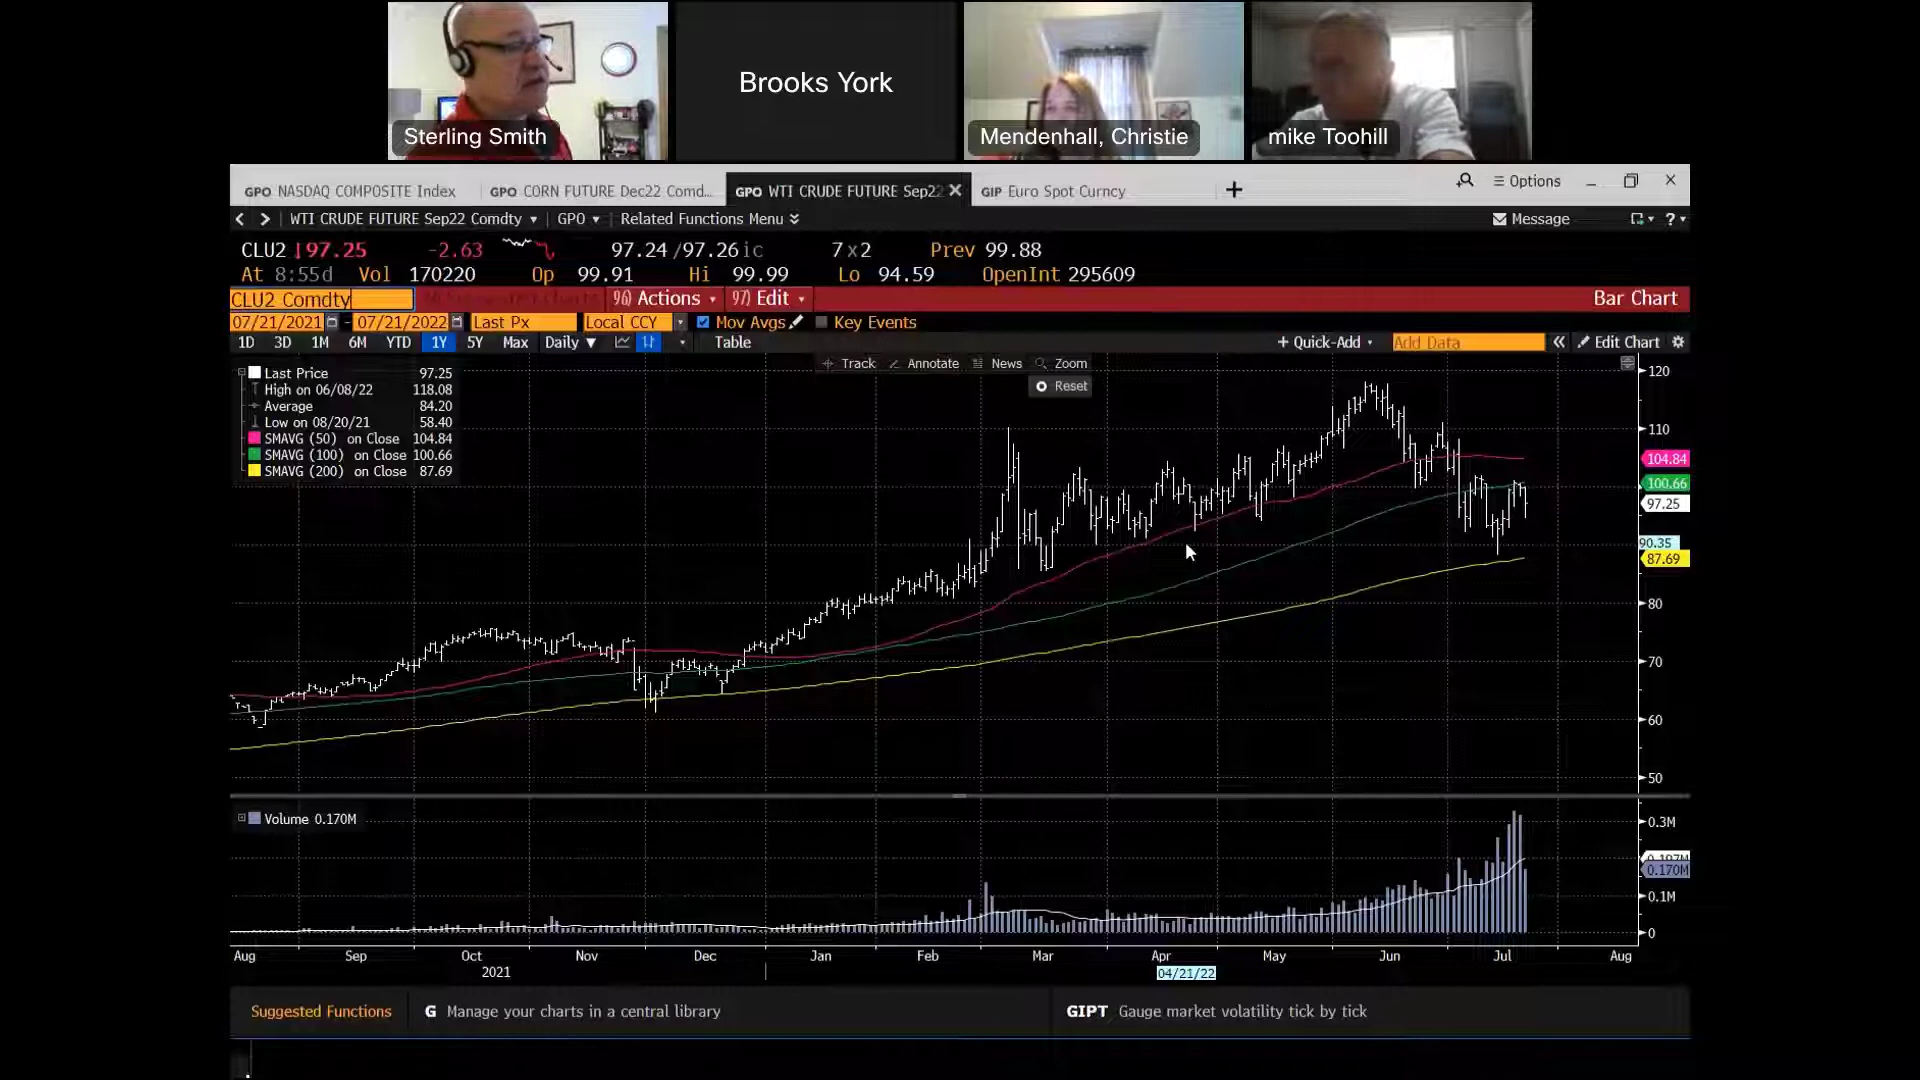 Brooks York
Sterling Smith
Mendenhall, Christie
mike Toohill
GPO NASDAQ COMPOSITE Index
GPO CORN FUTURE Dec22 Comd...
GPO WTI CRUDE FUTURE Sep22
GIP Euro Spot Curncy
Options
WTI CRUDE FUTURE Sep22 Comdty
GPO
Related Functions Menu
Message
?
CLU2 97.25 -2.63 97.24/97.26ic 7x2 Prev 99.88
At 8:55d Vol 170220 Op 99.91 Hi 99.99 Lo 94.59 OpenInt 295609
CLU2 Comdty
96) Actions
97) Edit
Bar Chart
07/21/2021 - 07/21/2022 Last Px Local CCY Mov Avgs Key Events
1D 3D 1M 6M YTD 1Y 5Y Max Daily Table
+ Quick-Add
Add Data
Edit Chart
Track Annotate News Zoom
Reset
Last Price 97.25
High on 06/08/22 118.08
Average 84.20
Low on 08/20/21 58.40
SMAVG (50) on Close 104.84
SMAVG (100) on Close 100.66
SMAVG (200) on Close 87.69
120
110
104.84
100.66
97.25
90.35
87.69
80
70
60
50
Volume 0.170M
0.3M
0.170M
0.1M
0
Aug Sep Oct Nov Dec Jan Feb Mar Apr May Jun Jul Aug
2021
04/21/22
Suggested Functions
G Manage your charts in a central library
GIPT Gauge market volatility tick by tick